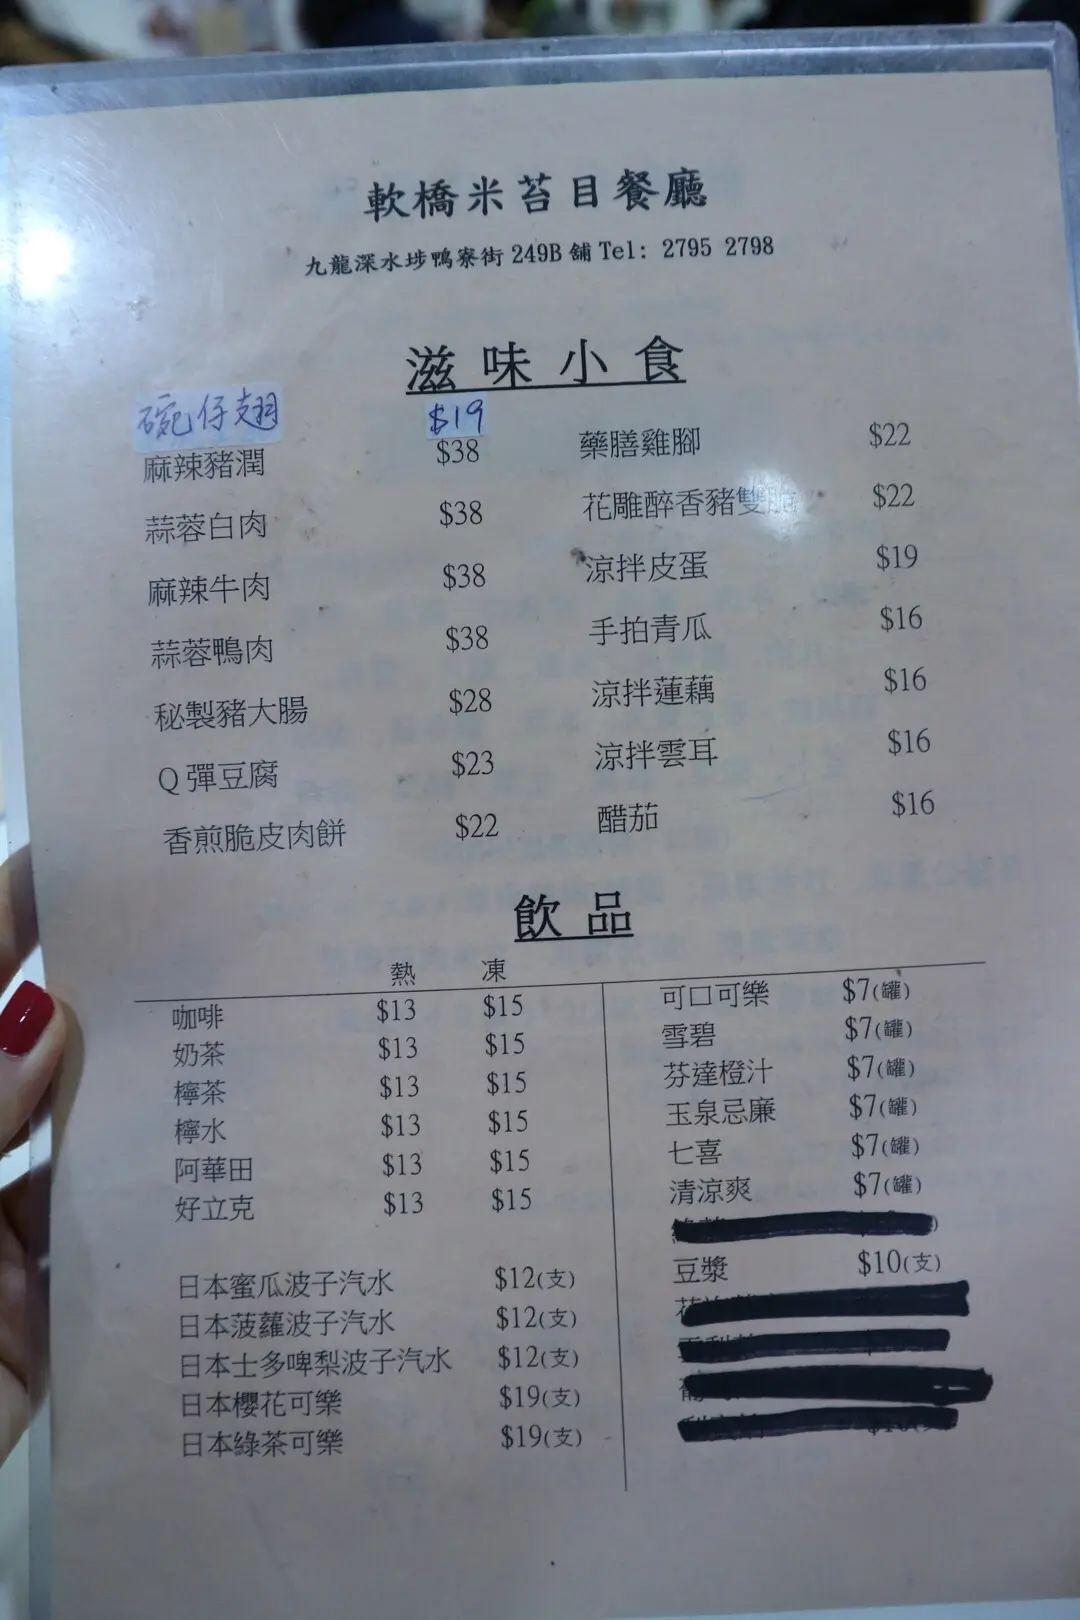 軟橋米苔目餐廳
九龍深水埗鴨寮街 249B 舖 Tel: 2795 2798
滋味小食
碗仔翅 $19
麻辣豬潤 $38
蒜蓉白肉 $38
麻辣牛肉 $38
蒜蓉鴨肉 $38
秘製豬大腸 $28
Q彈豆腐 $23
香煎脆皮肉餅 $22
藥膳雞腳 $22
花雕醉香豬雙 $22
涼拌皮蛋 $19
手拍青瓜 $16
涼拌蓮藕 $16
涼拌雲耳 $16
醋茄 $16
飲品
熱 凍
咖啡 $13 $15
奶茶 $13 $15
檸茶 $13 $15
檸水 $13 $15
阿華田 $13 $15
好立克 $13 $15
日本蜜瓜波子汽水 $12(支)
日本菠蘿波子汽水 $12(支)
日本士多啤梨波子汽水 $12(支)
日本櫻花可樂 $19(支)
日本綠茶可樂 $19(支)
可口可樂 $7(罐)
雪碧 $7(罐)
芬達橙汁 $7(罐)
玉泉忌廉 $7(罐)
七喜 $7(罐)
清涼爽 $7(罐)
豆漿 $10(支)